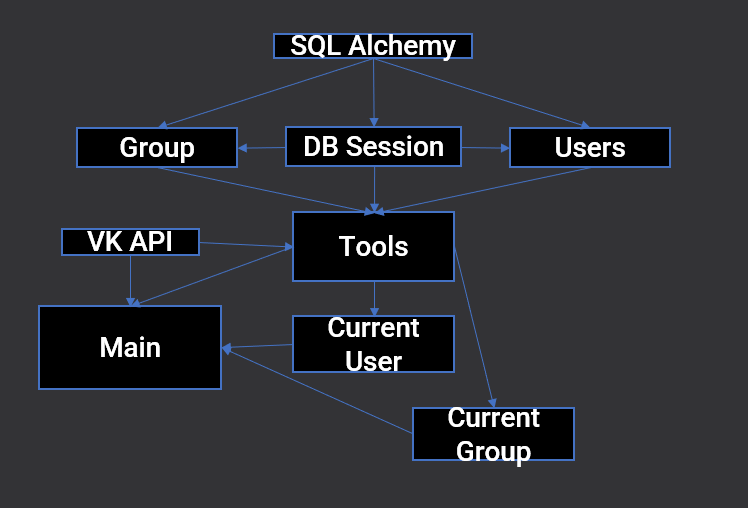 SQL Alchemy
Group
DB Session
Users
VK API
Tools
Main
Current
User
Current
Group